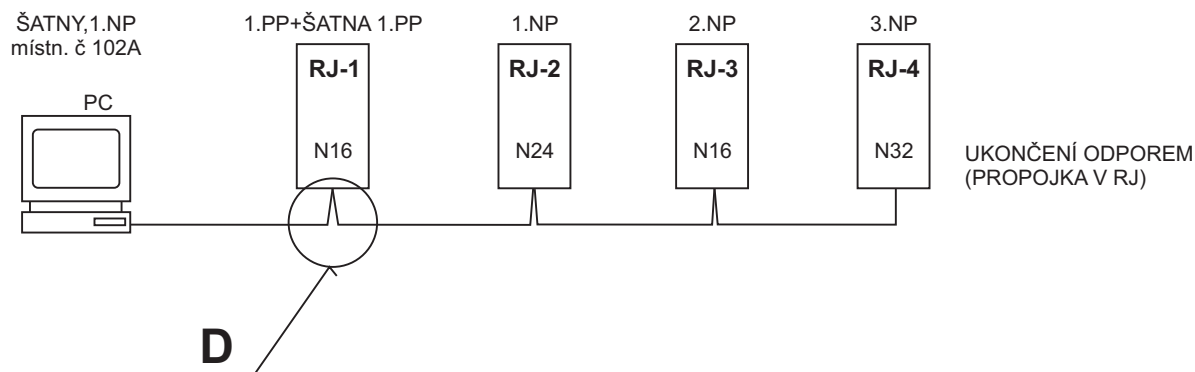 ŠATNY,1.NP
místn. č 102A
PC
1.PP+ŠATNA 1.PP
RJ-1
N16
1.NP
RJ-2
N24
2.NP
RJ-3
N16
3.NP
RJ-4
N32
UKONČENÍ ODPOREM
(PROPOJKA V RJ)
D